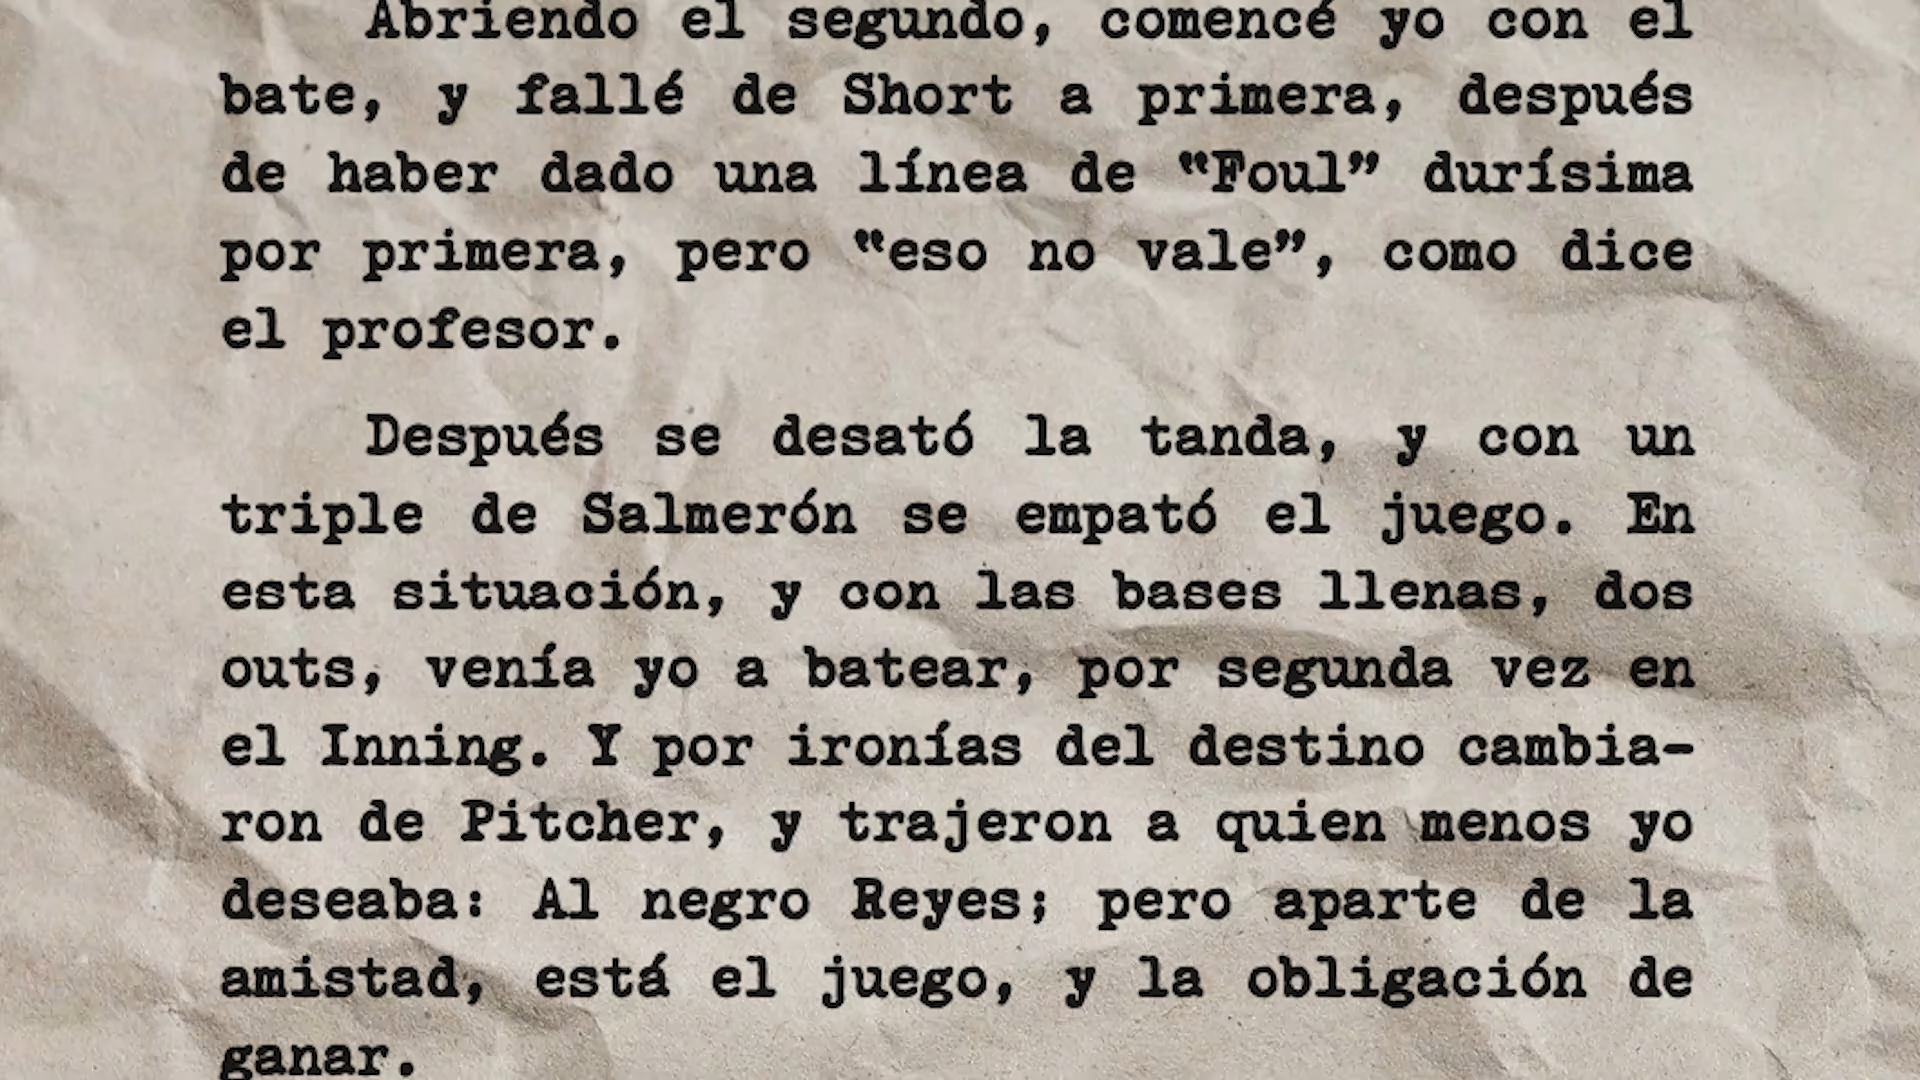 Abriendo el segundo, comencé yo con el
bate, y fallé de Short a primera, después
de haber dado una línea de “Foul” durísima
por primera, pero “eso no vale”, como dice
el profesor.
Después se desató la tanda, y con un
triple de Salmerón se empató el juego. En
esta situación, y con las bases llenas, dos
outs, venía yo a batear, por segunda vez en
el Inning. Y por ironías del destino cambia-
ron de Pitcher, y trajeron a quien menos yo
deseaba: Al negro Reyes; pero aparte de la
amistad, está el juego, y la obligación de
ganar.